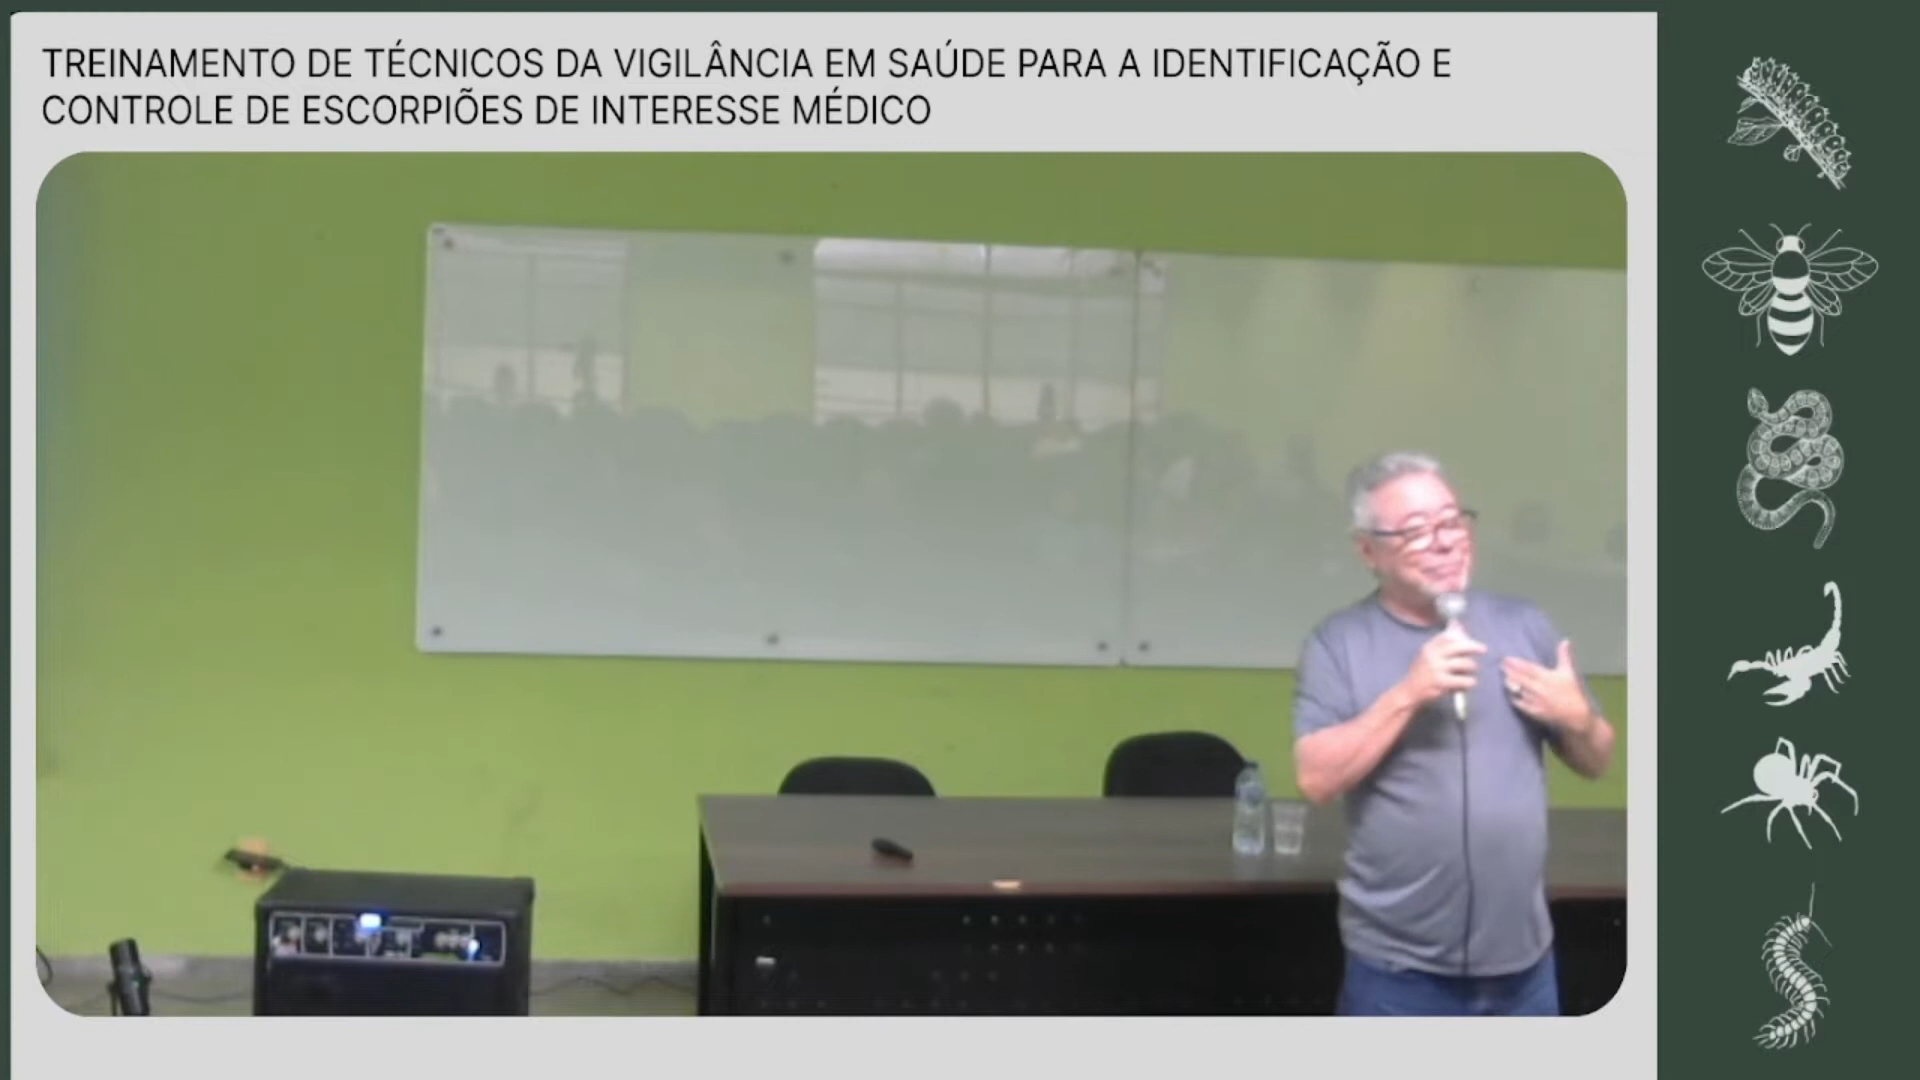 TREINAMENTO DE TÉCNICOS DA VIGILÂNCIA EM SAÚDE PARA A IDENTIFICAÇÃO E
CONTROLE DE ESCORPIÕES DE INTERESSE MÉDICO